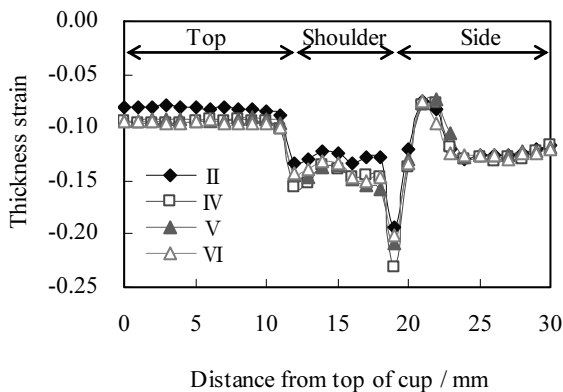 -0.00
Top Shoulder Side
-0.05
-0.10
-0.15
-0.20
-0.25
Thickness strain
II
IV
V
VI
0 5 10 15 20 25 30
Distance from top of cup / mm